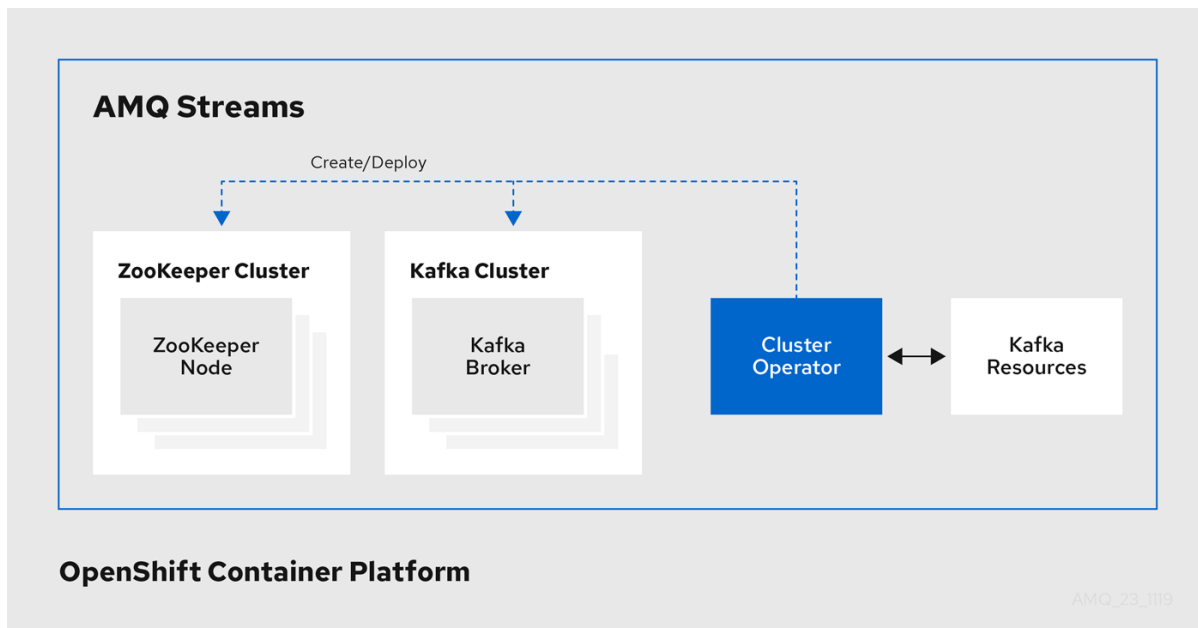 AMQ Streams
Create/Deploy
ZooKeeper Cluster
ZooKeeper
Node
Kafka Cluster
Kafka
Broker
Cluster
Operator
Kafka
Resources
OpenShift Container Platform
AMQ_23_1119